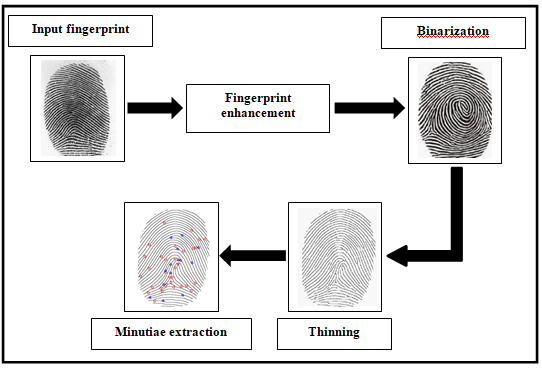 Input fingerprint
Binarization
Fingerprint
enhancement
Minutiae extraction
Thinning